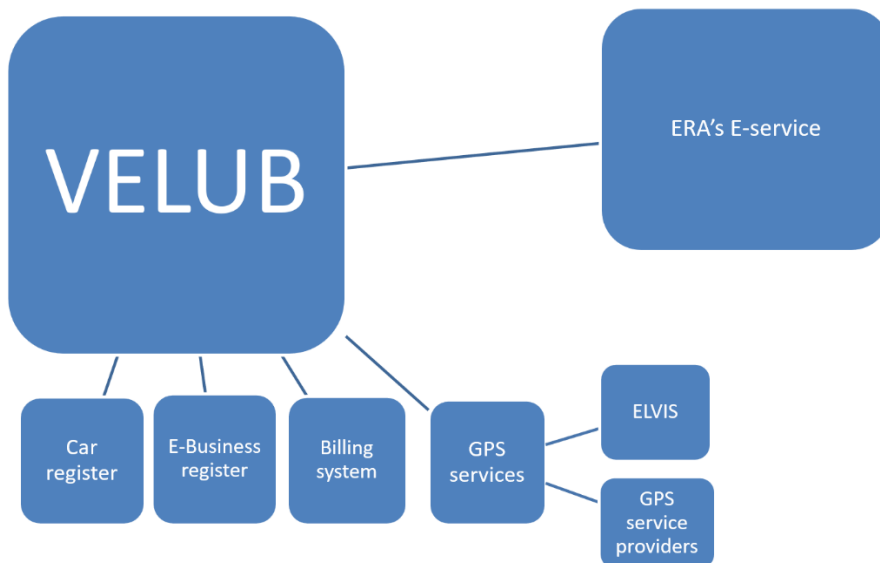 VELUB
ERA’s E-service
Car
register
E-Business
register
Billing
system
GPS
services
ELVIS
GPS
service
providers